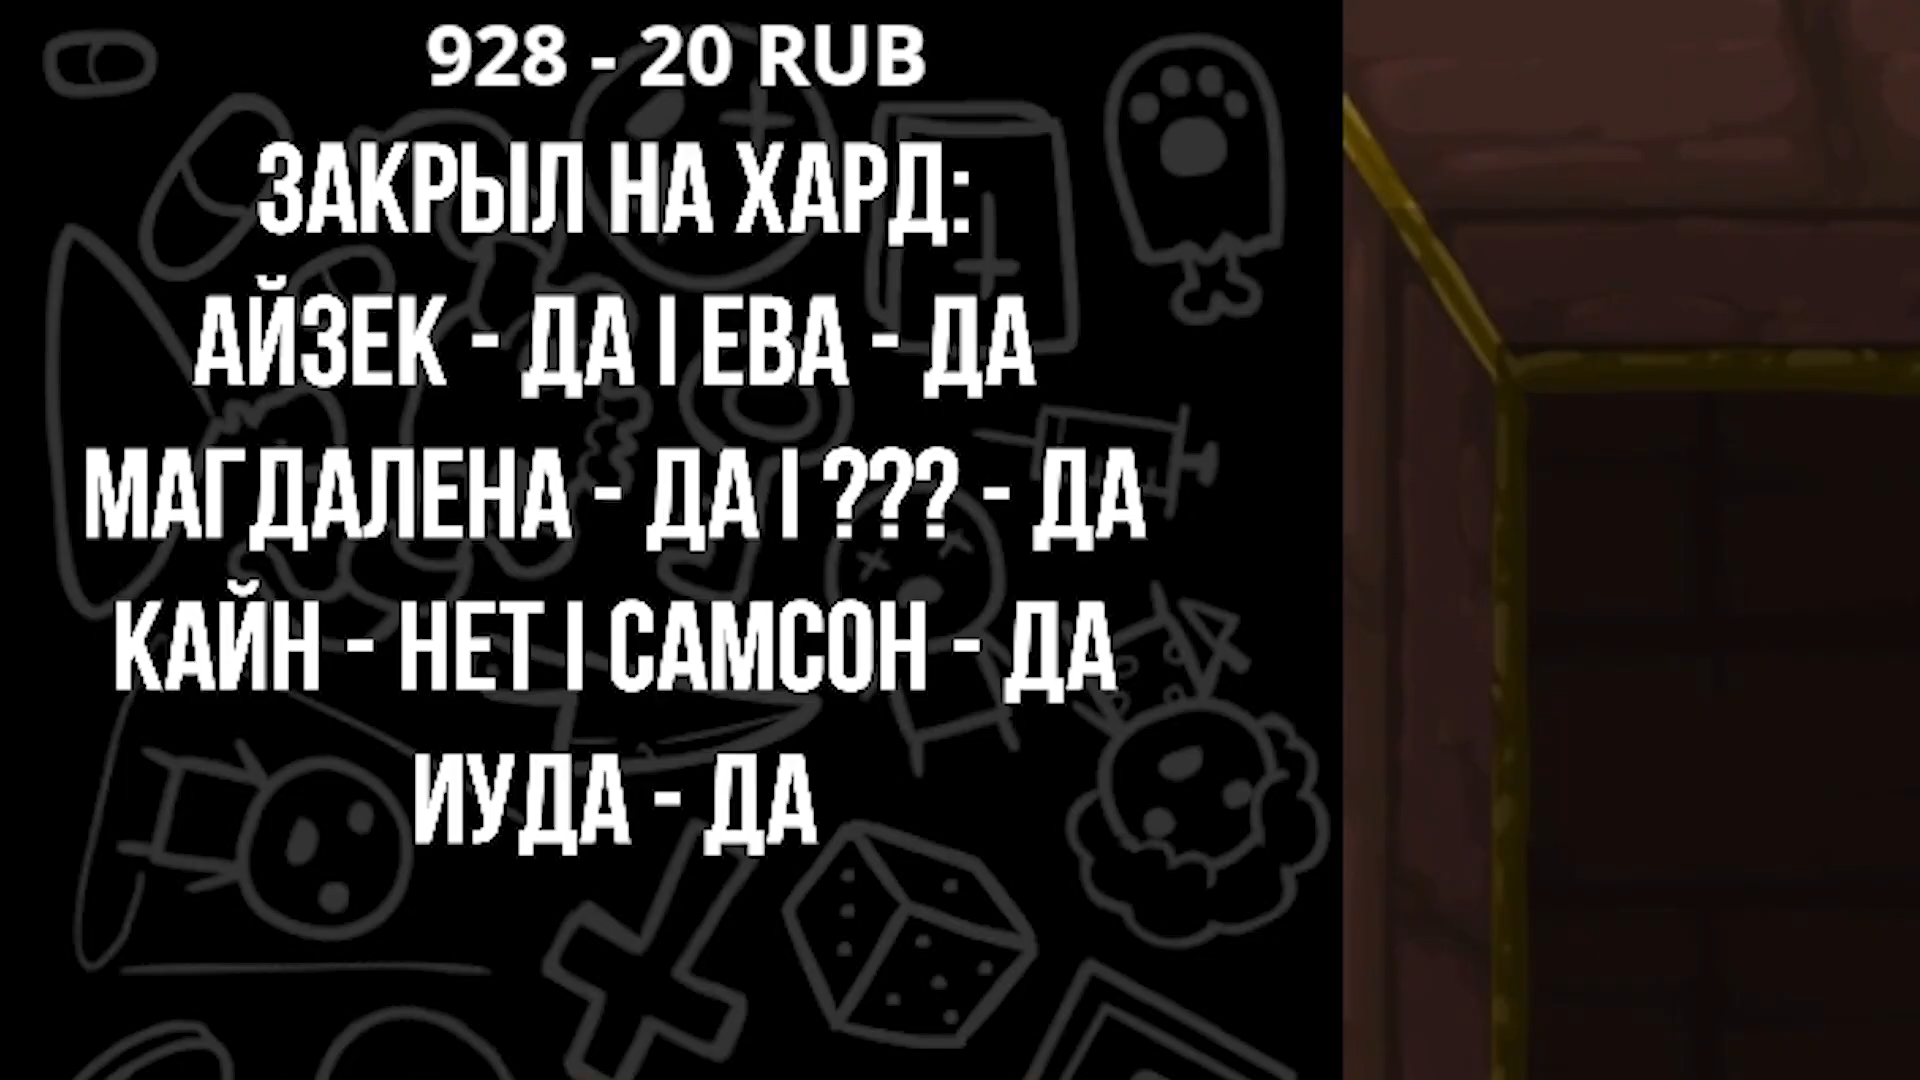 928 - 20 RUB
ЗАКРЫЛ НА ХАРД:
АЙЗЕК - ДА I ЕВА - ДА
МАГДАЛЕНА - ДА I ??? - ДА
КАЙН - НЕТ I САМСОН - ДА
ИУДА - ДА